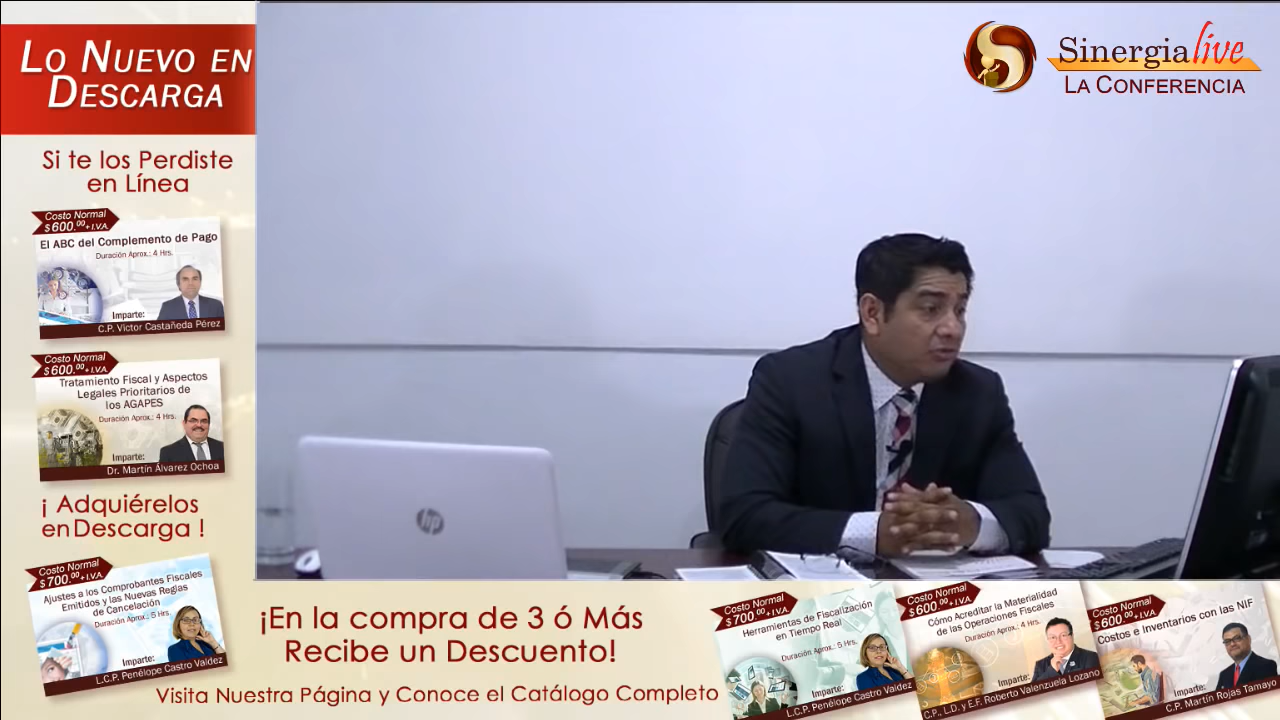 Lo Nuevo en
Descarga
Si te los Perdiste
en Línea
Costo Normal
$600.00 + I.V.A.
El ABC del Complemento de Pago
Duración Aprox.: 4 Hrs.
Imparte:
C.P. Victor Castañeda Pérez
Costo Normal
$600.00 + I.V.A.
Tratamiento Fiscal y Aspectos
Legales Prioritarios de
los AGAPES
Duración Aprox.: 4 Hrs.
Imparte:
Dr. Martín Álvarez Ochoa
¡ Adquiérelos
en Descarga !
Costo Normal
$700.00 + I.V.A.
Ajustes a los Comprobantes Fiscales
Emitidos y las Nuevas Reglas
de Cancelación
Duración Aprox.: 5 Hrs.
Imparte:
L.C.P. Penélope Castro Valdez
Sinergia live
La Conferencia
hp
¡En la compra de 3 ó Más
Recibe un Descuento!
Visita Nuestra Página y Conoce el Catálogo Completo
Costo Normal
$700.00 + I.V.A.
Herramientas de Fiscalización
en Tiempo Real
Duración Aprox.: 5 Hrs.
Imparte:
L.C.P. Penélope Castro Valdez
Costo Normal
$600.00 + I.V.A.
Cómo Acreditar la Materialidad
de las Operaciones Fiscales
Duración Aprox.: 4 Hrs.
Imparte:
C.P., L.D. y E.F. Roberto Valenzuela Lozano
Costo Normal
$600.00 + I.V.A.
Costos e Inventarios con las NIF
Imparte:
C.P. Martín Rojas Tamayo